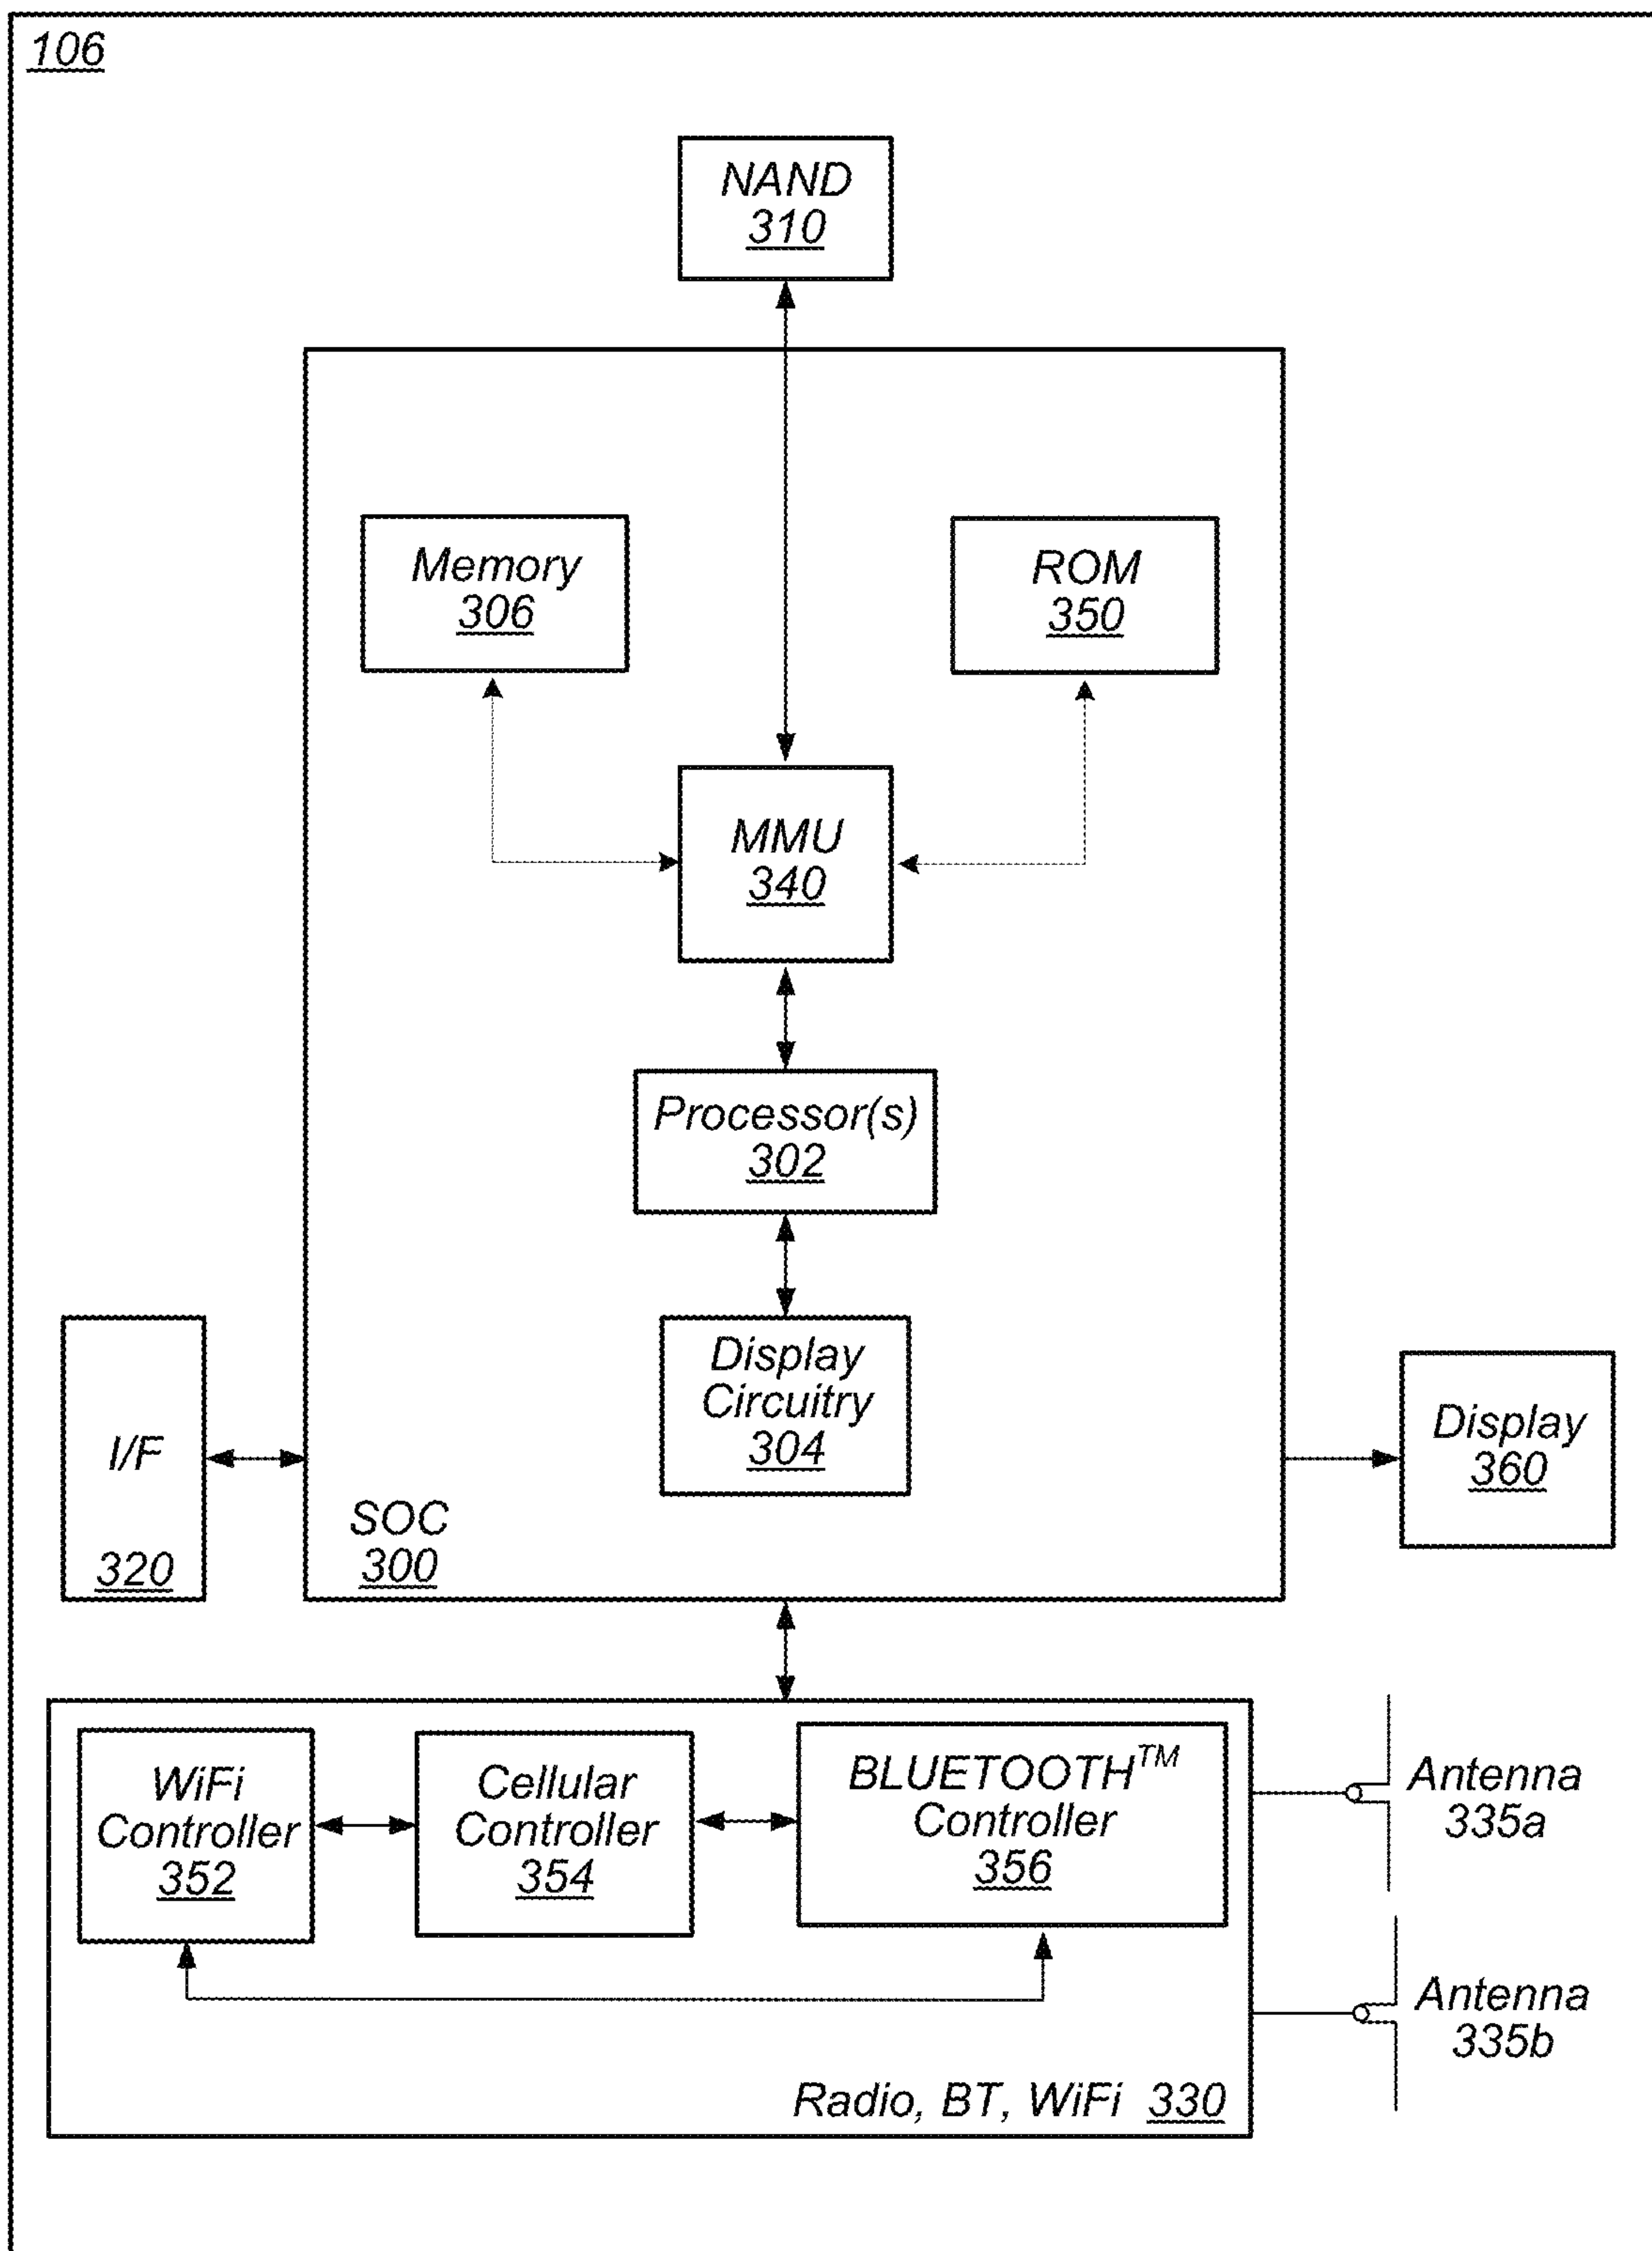 106
NAND
310
Memory
306
ROM
350
MMU
340
Processor(s)
302
Display
Circuitry
304
I/F
320
SOC
300
Display
360
WiFi
Controller
352
Cellular
Controller
354
BLUETOOTH™
Controller
356
Antenna
335a
Antenna
335b
Radio, BT, WiFi 330